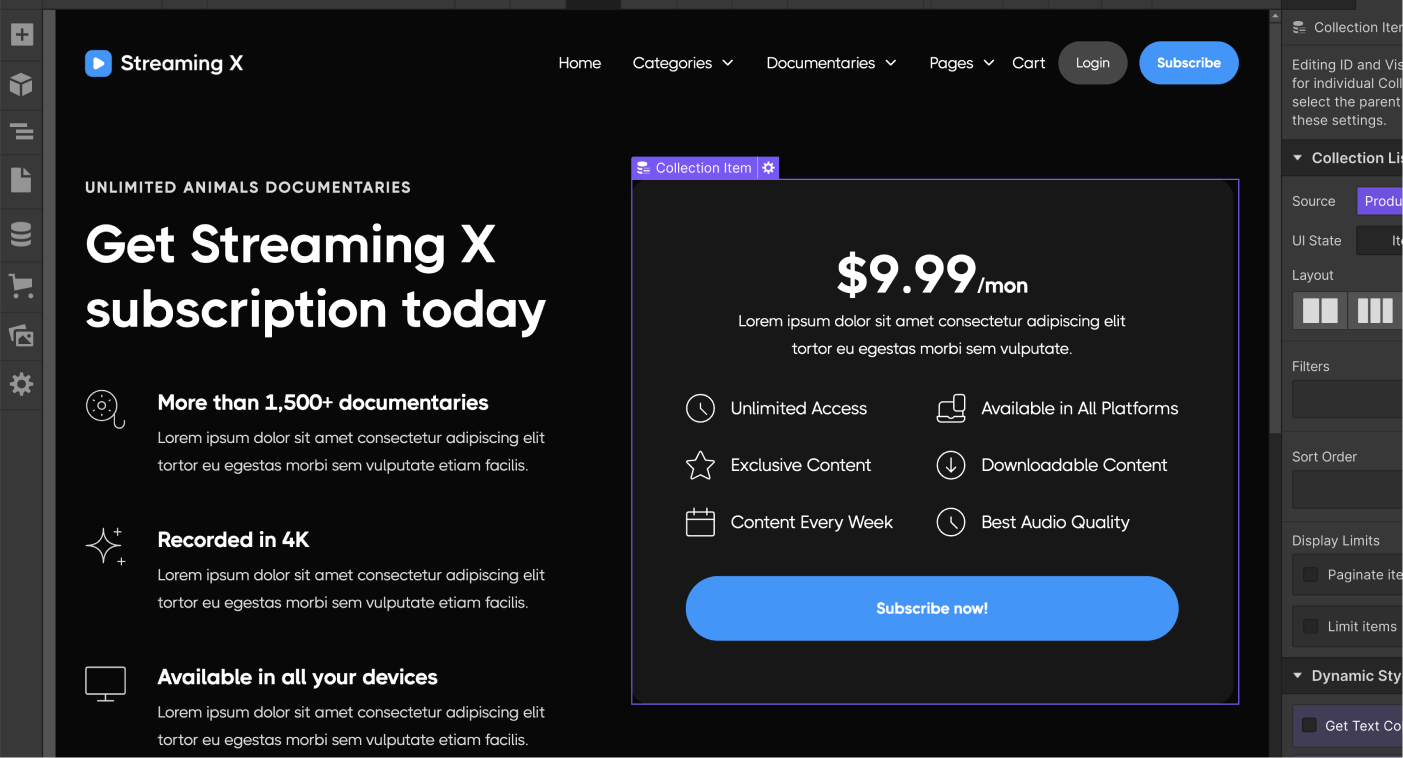 Streaming X
Home
Categories
Documentaries
Pages
Cart
Login
Subscribe
UNLIMITED ANIMALS DOCUMENTARIES
Get Streaming X
subscription today
More than 1,500+ documentaries
Lorem ipsum dolor sit amet consectetur adipiscing elit
tortor eu egestas morbi sem vulputate etiam facilis.
Recorded in 4K
Lorem ipsum dolor sit amet consectetur adipiscing elit
tortor eu egestas morbi sem vulputate etiam facilis.
Available in all your devices
Lorem ipsum dolor sit amet consectetur adipiscing elit
tortor eu egestas morbi sem vulputate etiam facilis.
Collection Item
$9.99/mon
Lorem ipsum dolor sit amet consectetur adipiscing elit
tortor eu egestas morbi sem vulputate.
Unlimited Access
Available in All Platforms
Exclusive Content
Downloadable Content
Content Every Week
Best Audio Quality
Subscribe now!
Collection Iter
Editing ID and Vis
for individual Coll
select the parent
these settings.
Collection Lis
Source
Produ
UI State
Ite
Layout
Filters
Sort Order
Display Limits
Paginate ite
Limit items
Dynamic Sty
Get Text Co